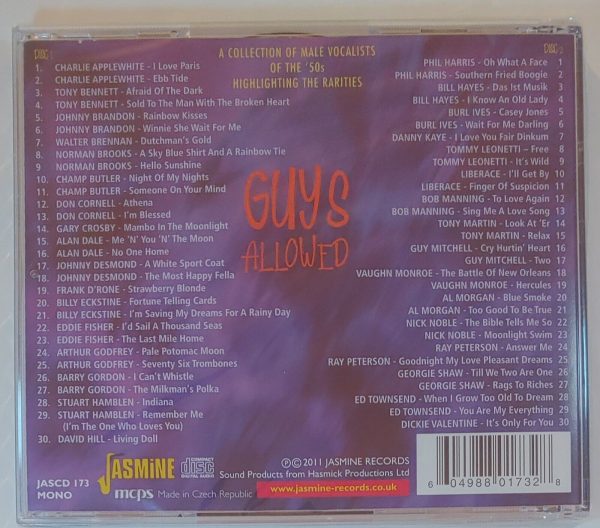 DISC 1
1. CHARLIE APPLEWHITE - I Love Paris
2. CHARLIE APPLEWHITE - Ebb Tide
3. TONY BENNETT - Afraid Of The Dark
4. TONY BENNETT - Sold To The Man With The Broken Heart
5. JOHNNY BRANDON - Rainbow Kisses
6. JOHNNY BRANDON - Winnie She Wait For Me
7. WALTER BRENNAN - Dutchman's Gold
8. NORMAN BROOKS - A Sky Blue Shirt And A Rainbow Tie
9. NORMAN BROOKS - Hello Sunshine
10. CHAMP BUTLER - Night Of My Nights
11. CHAMP BUTLER - Someone On Your Mind
12. DON CORNELL - Athena
13. DON CORNELL - I'm Blessed
14. GARY CROSBY - Mambo In The Moonlight
15. ALAN DALE - Me 'N' You 'N' The Moon
16. ALAN DALE - No One Home
17. JOHNNY DESMOND - A White Sport Coat
18. JOHNNY DESMOND - The Most Happy Fella
19. FRANK D'RONE - Strawberry Blonde
20. BILLY ECKSTINE - Fortune Telling Cards
21. BILLY ECKSTINE - I'm Saving My Dreams For A Rainy Day
22. EDDIE FISHER - I'd Sail A Thousand Seas
23. EDDIE FISHER - The Last Mile Home
24. ARTHUR GODFREY - Pale Potomac Moon
25. ARTHUR GODFREY - Seventy Six Trombones
26. BARRY GORDON - I Can't Whistle
27. BARRY GORDON - The Milkman's Polka
28. STUART HAMBLEN - Indiana
29. STUART HAMBLEN - Remember Me
(I'm The One Who Loves You)
30. DAVID HILL - Living Doll
A COLLECTION OF MALE VOCALISTS
OF THE '50s
HIGHLIGHTING THE RARITIES
GUYS
ALLOWED
DISC 2
PHIL HARRIS - Oh What A Face 1
PHIL HARRIS - Southern Fried Boogie 2
BILL HAYES - Das Ist Musik 3
BILL HAYES - I Know An Old Lady 4
BURL IVES - Casey Jones 5
BURL IVES - Wait For Me Darling 6
DANNY KAYE - I Love You Fair Dinkum 7
TOMMY LEONETTI – Free 8
TOMMY LEONETTI - It's Wild 9
LIBERACE - I'll Get By 10
LIBERACE - Finger Of Suspicion 11
BOB MANNING - To Love Again 12
BOB MANNING - Sing Me A Love Song 13
TONY MARTIN - Look At 'Er 14
TONY MARTIN - Relax 15
GUY MITCHELL - Cry Hurtin' Heart 16
GUY MITCHELL - Two 17
VAUGHN MONROE - The Battle Of New Orleans 18
VAUGHN MONROE - Hercules 19
AL MORGAN - Blue Smoke 20
AL MORGAN - Too Good To Be True 21
NICK NOBLE - The Bible Tells Me So 22
NICK NOBLE - Moonlight Swim 23
RAY PETERSON - Answer Me 24
RAY PETERSON - Goodnight My Love Pleasant Dreams 25
GEORGIE SHAW - Till We Two Are One 26
GEORGIE SHAW - Rags To Riches 27
ED TOWNSEND - When I Grow Too Old To Dream 28
ED TOWNSEND - You Are My Everything 29
DICKIE VALENTINE - It's Only For You 30
JASCD 173
MONO
JASMINE
COMPACT
disc
DIGITAL AUDIO
mcps Made in Czech Republic
℗©2011 JASMINE RECORDS
Sound Products from Hasmick Productions Ltd
www.jasmine-records.co.uk
6 04988 01732 8